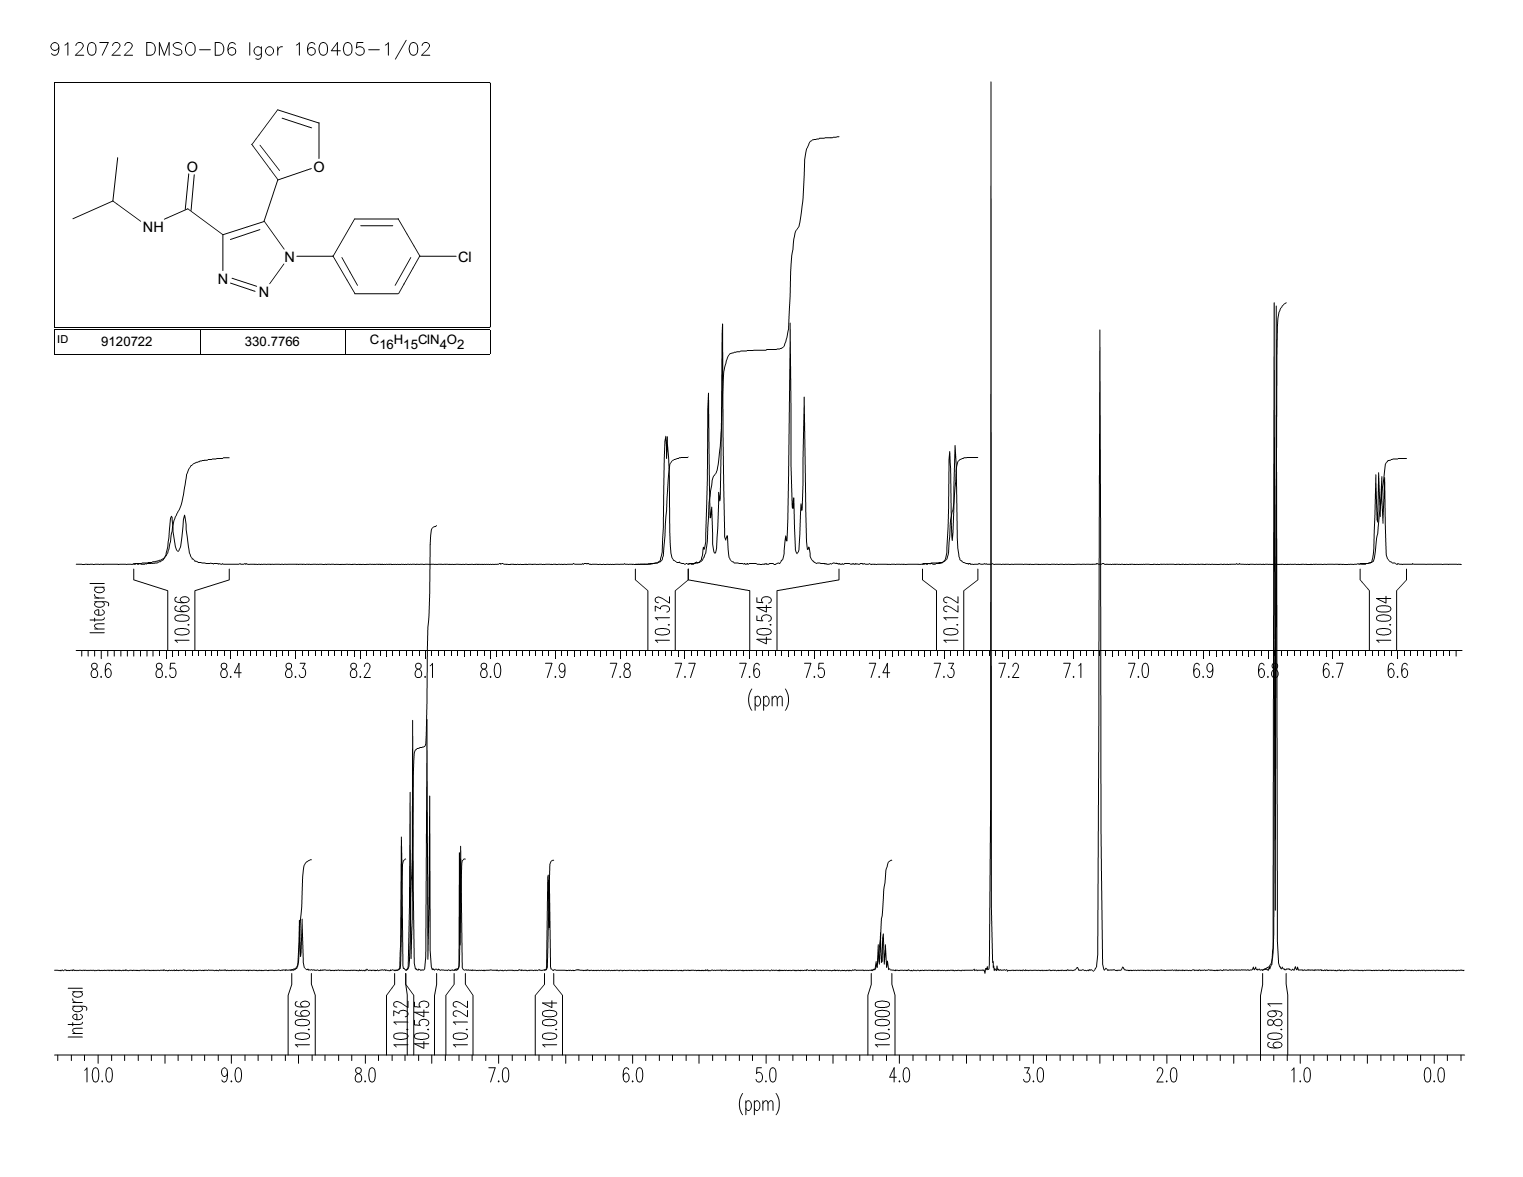 9120722 DMSO-D6 Igor 160405-1/02
O
O
NH
N
Cl
N
N
ID 9120722 330.7766 C16H15ClN4O2
Integral
10.066 10.132 40.545 10.122 10.004
8.6 8.5 8.4 8.3 8.2 8.1 8.0 7.9 7.8 7.7 7.6 7.5 7.4 7.3 7.2 7.1 7.0 6.9 6.8 6.7 6.6
(ppm)
Integral
10.066 10.132 40.545 10.122 10.004 10.000 60.891
10.0 9.0 8.0 7.0 6.0 5.0 4.0 3.0 2.0 1.0 0.0
(ppm)